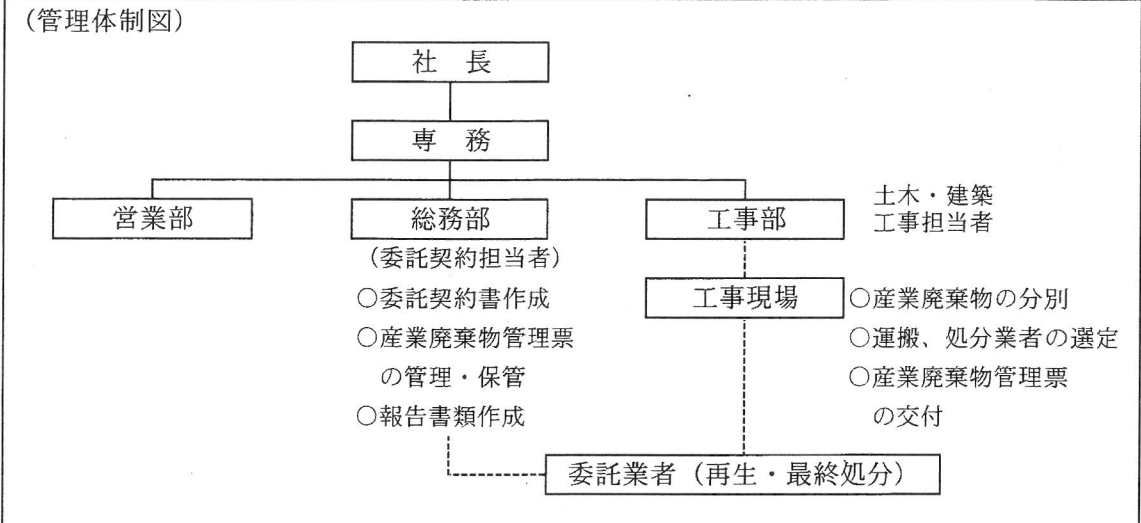 (管理体制図)
社 長
専 務
営業部
総務部
(委託契約担当者)
○委託契約書作成
○産業廃棄物管理票
の管理・保管
○報告書類作成
工事部
土木・建築
工事担当者
工事現場
○産業廃棄物の分別
○運搬、処分業者の選定
○産業廃棄物管理票
の交付
委託業者(再生・最終処分)